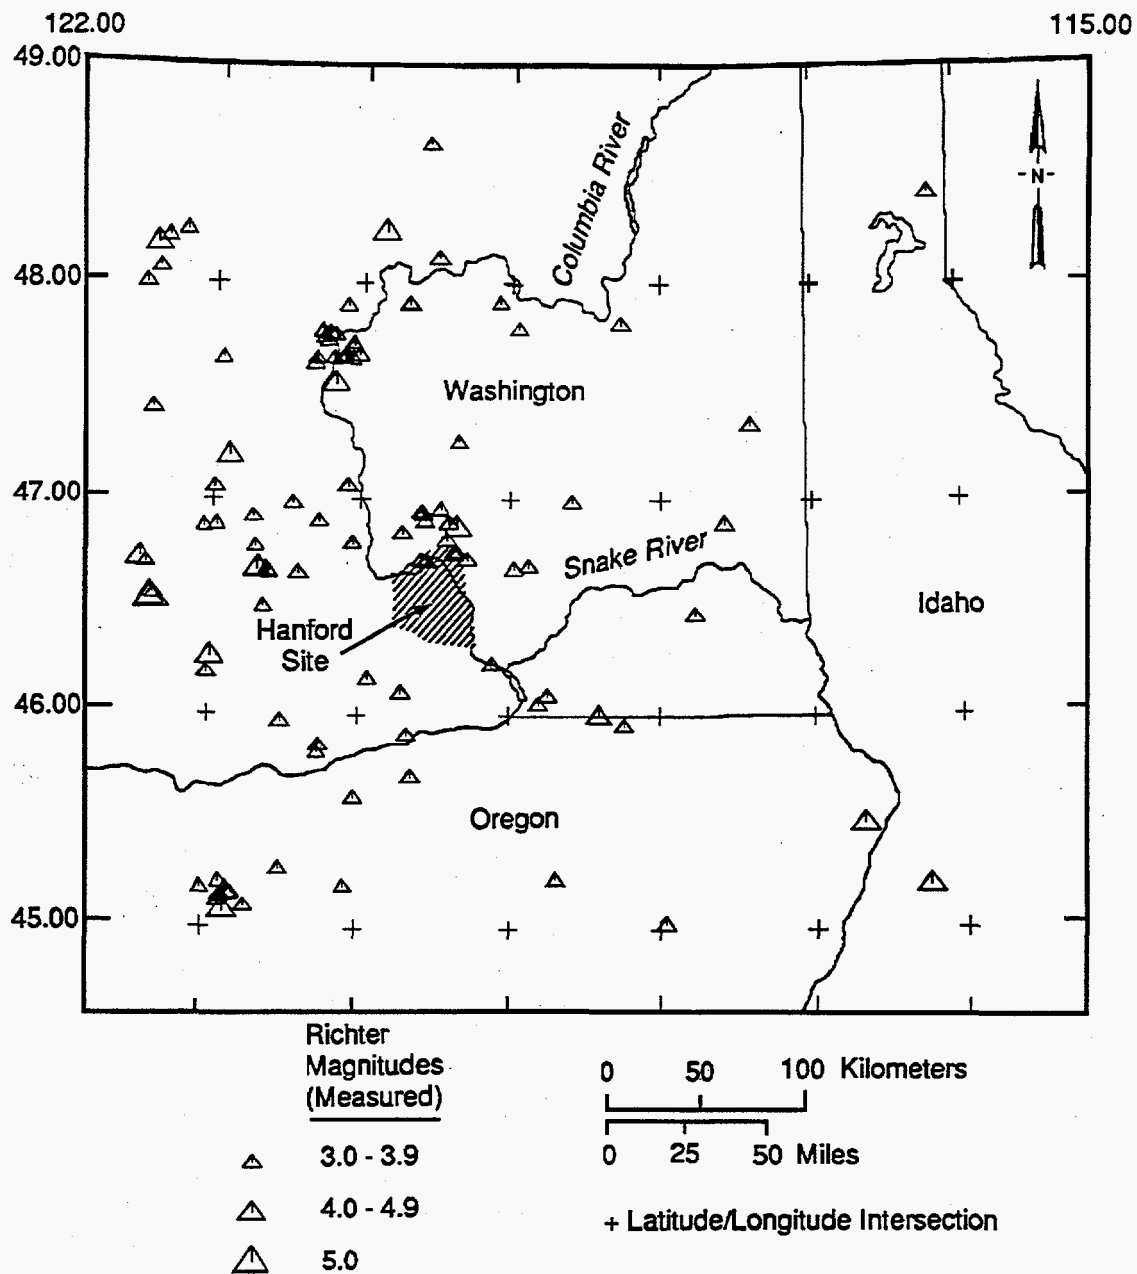 122.00
115.00
49.00
Columbia River
N
48.00
Washington
47.00
Snake River
Idaho
Hanford
Site
46.00
Oregon
45.00
Richter
Magnitudes
(Measured)
0 50 100 Kilometers
0 25 50 Miles
3.0 - 3.9
4.0 - 4.9
+ Latitude/Longitude Intersection
5.0